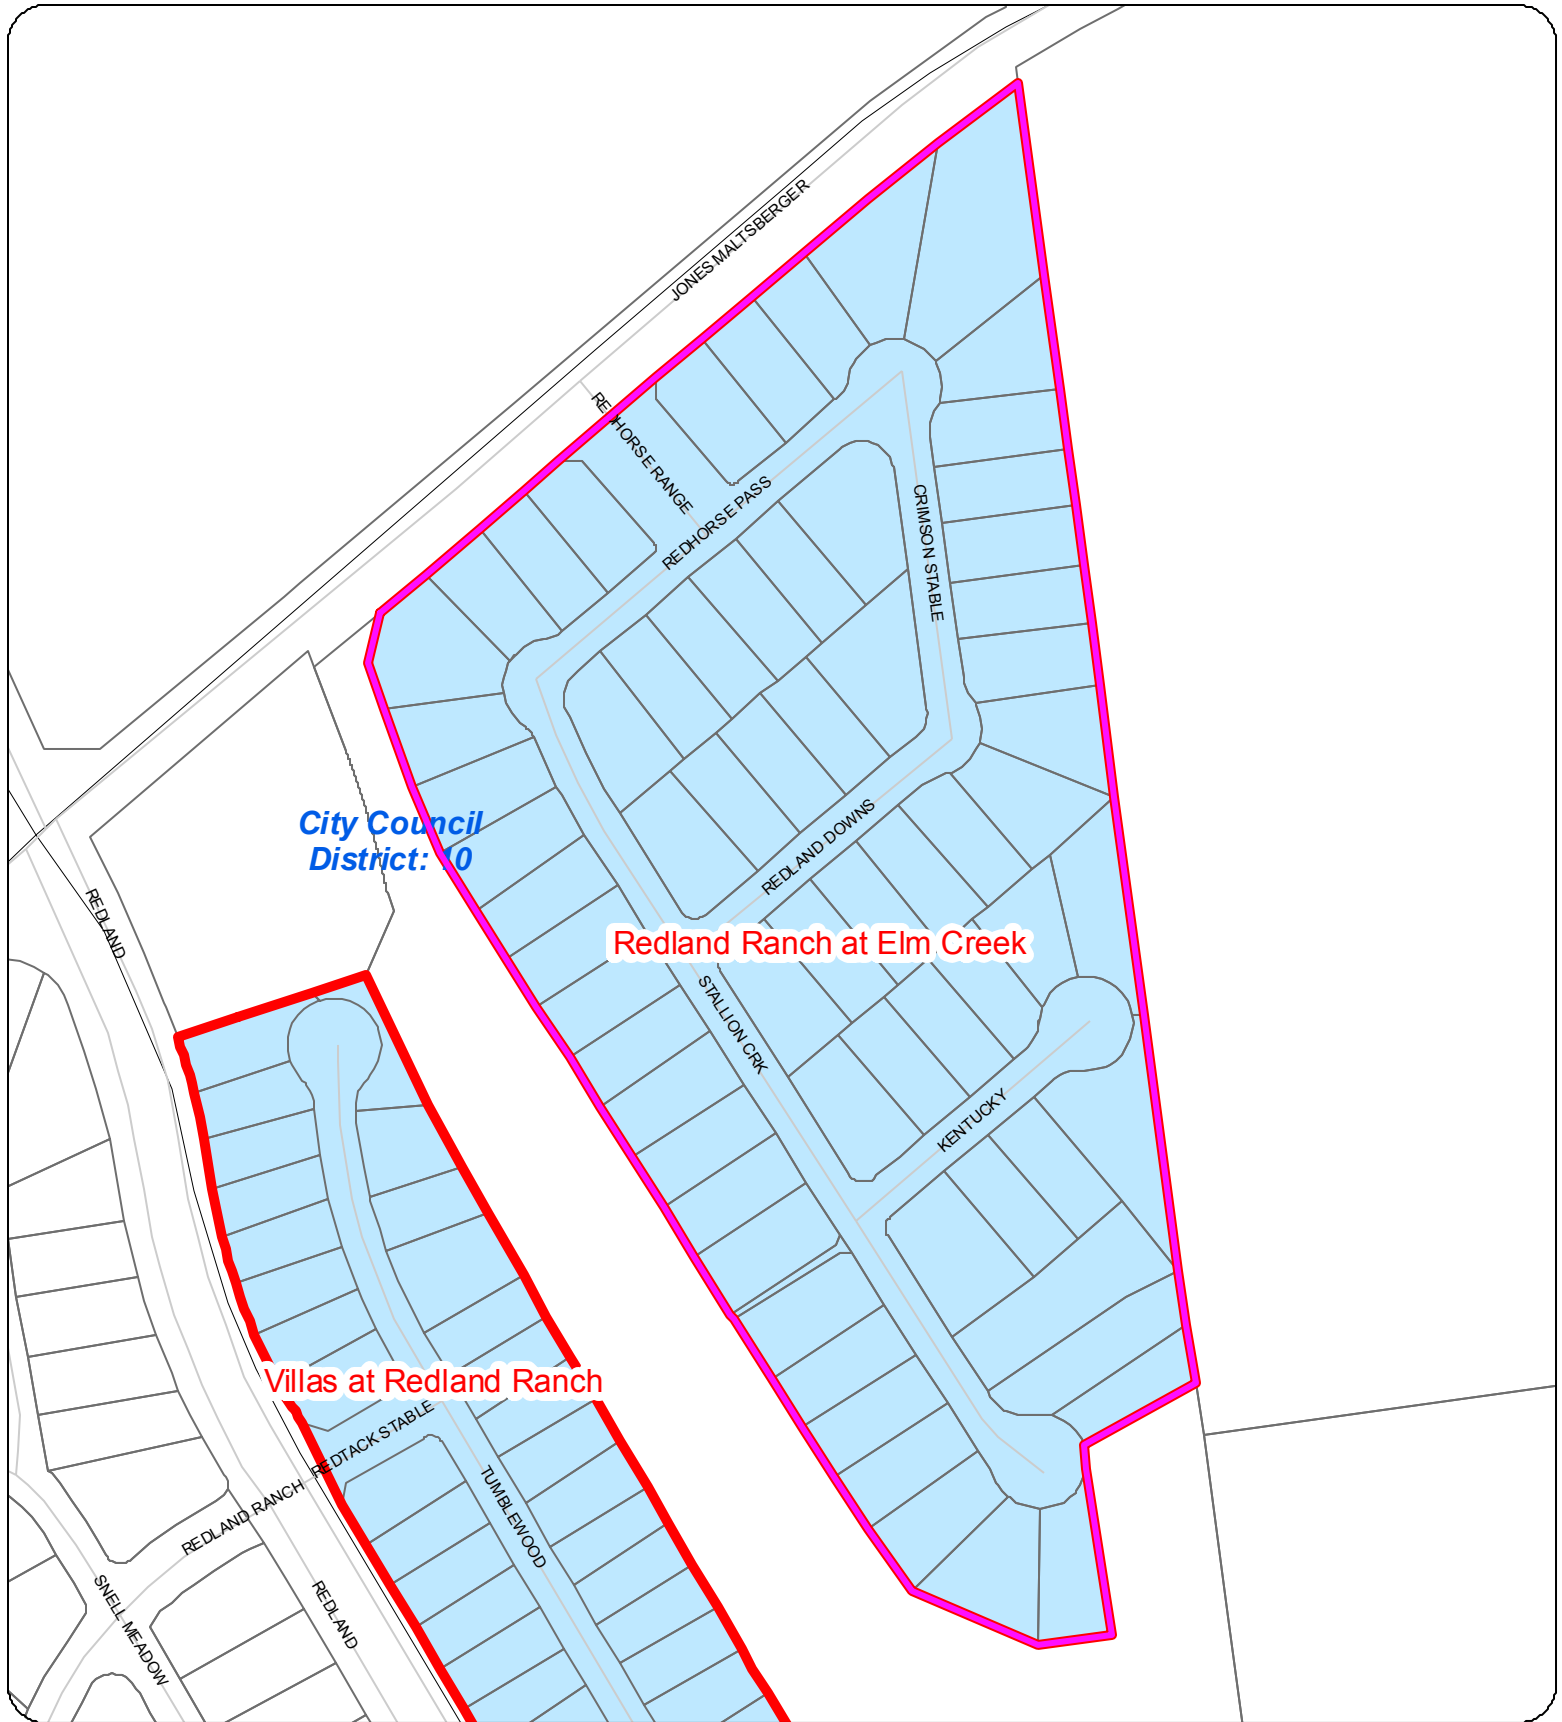 JONES MALTSBERGER
REDHORSE RANGE
REDHORSE PASS
CRIMSON STABLE
City Council
District: 10
REDLAND DOWNS
REDLAND
Redland Ranch at Elm Creek
STALLION CRK
KENTUCKY
Villas at Redland Ranch
REDTACK STABLE
REDLAND RANCH
TUMBLEWOOD
SNELL MEADOW
REDLAND